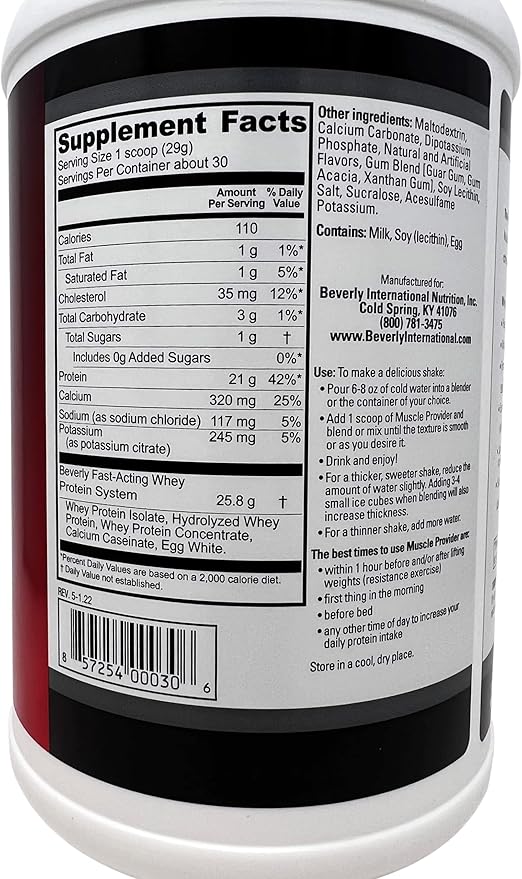 Supplement Facts
Serving Size 1 scoop (29g)
Servings Per Container about 30
Amount Per Serving % Daily Value
Calories 110
Total Fat 1 g 1%*
Saturated Fat 1 g 5%*
Cholesterol 35 mg 12%*
Total Carbohydrate 3 g 1%*
Total Sugars 1 g †
Includes 0g Added Sugars 0%*
Protein 21 g 42%*
Calcium 320 mg 25%
Sodium (as sodium chloride) 117 mg 5%
Potassium 245 mg 5%
(as potassium citrate)
Beverly Fast-Acting Whey
Protein System 25.8 g †
Whey Protein Isolate, Hydrolyzed Whey
Protein, Whey Protein Concentrate,
Calcium Caseinate, Egg White.
*Percent Daily Values are based on a 2,000 calorie diet.
† Daily Value not established.
REV. 5-1.22
8 57254 00030 6
Other ingredients: Maltodextrin,
Calcium Carbonate, Dipotassium
Phosphate, Natural and Artificial
Flavors, Gum Blend [Guar Gum, Gum
Acacia, Xanthan Gum], Soy Lecithin,
Salt, Sucralose, Acesulfame
Potassium.
Contains: Milk, Soy (lecithin), Egg
Manufactured for:
Beverly International Nutrition, Inc.
Cold Spring, KY 41076
(800) 781-3475
www.BeverlyInternational.com
Use: To make a delicious shake:
• Pour 6-8 oz of cold water into a blender
or the container of your choice.
• Add 1 scoop of Muscle Provider and
blend or mix until the texture is smooth
or as you desire it.
• Drink and enjoy!
• For a thicker, sweeter shake, reduce the
amount of water slightly. Adding 3-4
small ice cubes when blending will also
increase thickness.
• For a thinner shake, add more water.
The best times to use Muscle Provider are:
• within 1 hour before and/or after lifting
weights (resistance exercise)
• first thing in the morning
• before bed
• any other time of day to increase your
daily protein intake
Store in a cool, dry place.